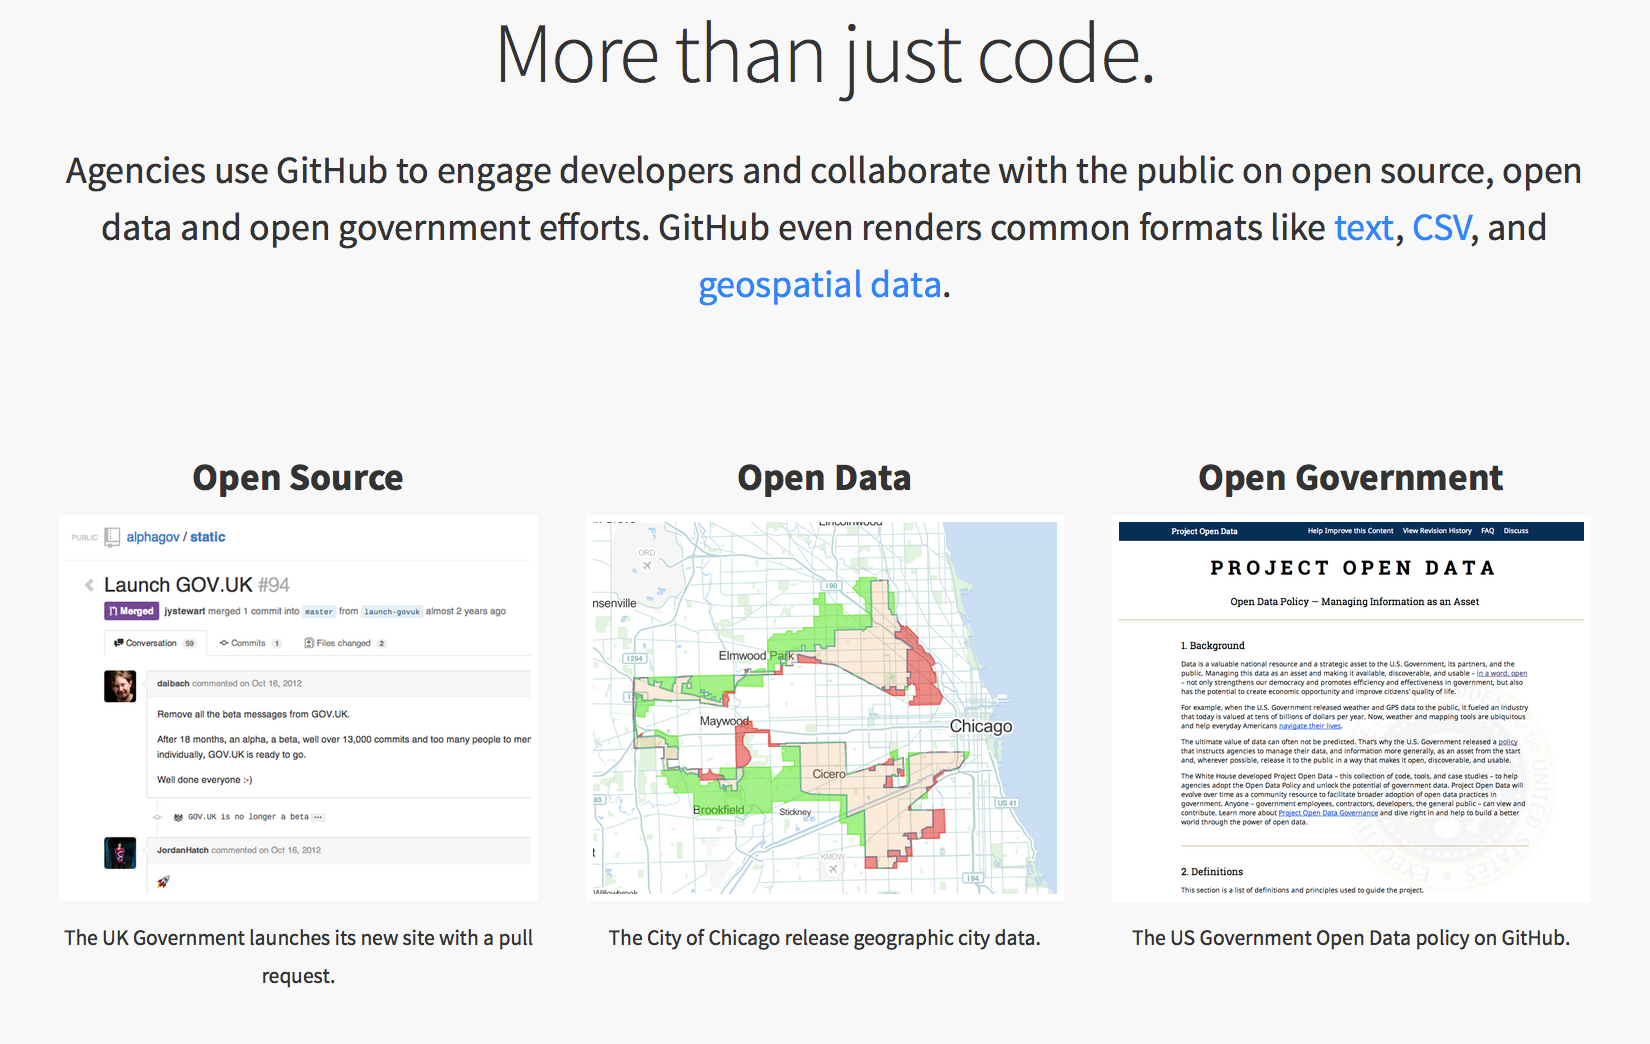 More than just code.
Agencies use GitHub to engage developers and collaborate with the public on open source, open
data and open government efforts. GitHub even renders common formats like text, CSV, and
geospatial data.
Open Source
PUBLIC alphagov / static
Launch GOV.UK #94
Merged jystewart merged 1 commit into master from launch-govuk almost 2 years ago
Conversation 59 Commits 1 Files changed 2
dalbach commented on Oct 16, 2012
Remove all the beta messages from GOV.UK.
After 18 months, an alpha, a beta, well over 13,000 commits and too many people to men
individually, GOV.UK is ready to go.
Well done everyone :-)
GOV.UK is no longer a beta ...
JordanHatch commented on Oct 16, 2012
The UK Government launches its new site with a pull
request.
Open Data
Lincolnwood
ORD
I 90
nsenville
Elmwood Park
I 294
Maywood
Chicago
Cicero
Brookfield
Stickney
83
US 41
t
KMDW
I 94
Willowbrook
The City of Chicago release geographic city data.
Open Government
Project Open Data Help Improve this Content View Revision History FAQ Discuss
PROJECT OPEN DATA
Open Data Policy — Managing Information as an Asset
1. Background
Data is a valuable national resource and a strategic asset to the U.S. Government, its partners, and the
public. Managing this data as an asset and making it available, discoverable, and usable – in a word, open
– not only strengthens our democracy and promotes efficiency and effectiveness in government, but also
has the potential to create economic opportunity and improve citizens' quality of life.
For example, when the U.S. Government released weather and GPS data to the public, it fueled an industry
that today is valued at tens of billions of dollars per year. Now, weather and mapping tools are ubiquitous
and help everyday Americans navigate their lives.
The ultimate value of data can often not be predicted. That's why the U.S. Government released a policy
that instructs agencies to manage their data, and information more generally, as an asset from the start
and, wherever possible, release it to the public in a way that makes it open, discoverable, and usable.
The White House developed Project Open Data – this collection of code, tools, and case studies – to help
agencies adopt the Open Data Policy and unlock the potential of government data. Project Open Data will
evolve over time as a community resource to facilitate broader adoption of open data practices in
government. Anyone – government employees, contractors, developers, the general public – can view and
contribute. Learn more about Project Open Data Governance and dive right in and help to build a better
world through the power of open data.
2. Definitions
This section is a list of definitions and principles used to guide the project.
The US Government Open Data policy on GitHub.